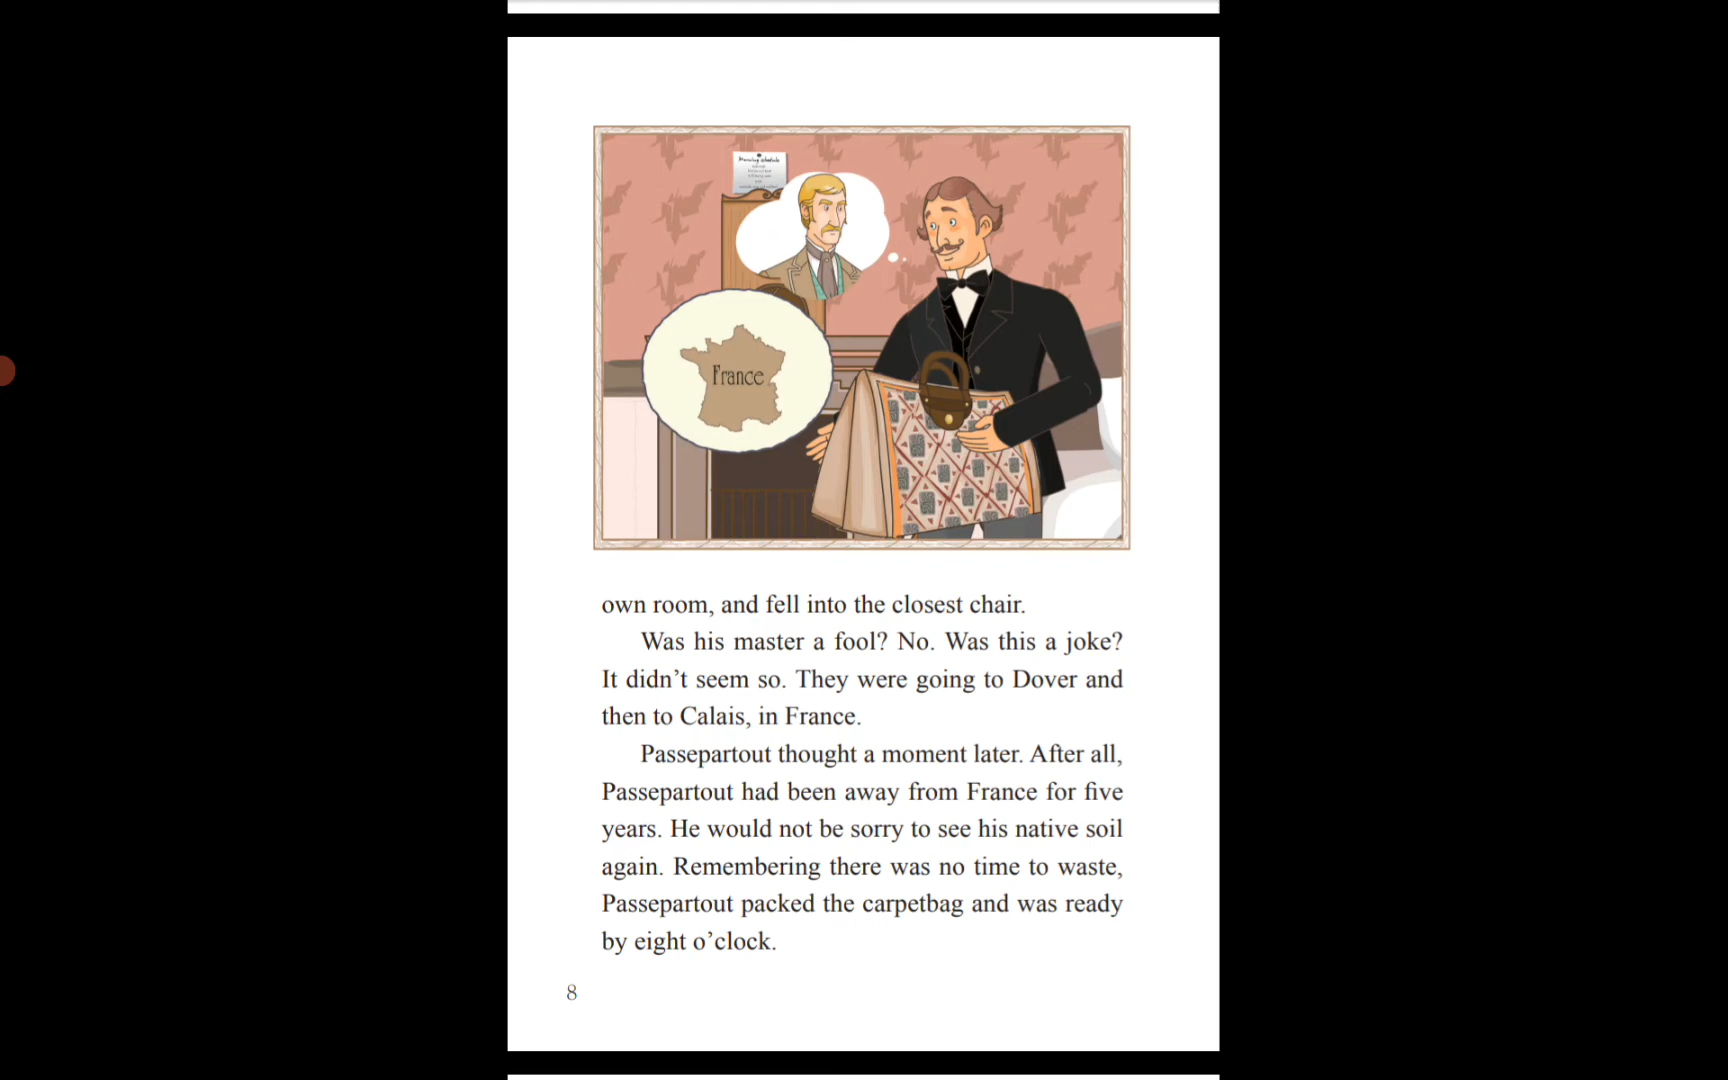 Morning schedule
France
own room, and fell into the closest chair.
Was his master a fool? No. Was this a joke?
It didn’t seem so. They were going to Dover and
then to Calais, in France.
Passepartout thought a moment later. After all,
Passepartout had been away from France for five
years. He would not be sorry to see his native soil
again. Remembering there was no time to waste,
Passepartout packed the carpetbag and was ready
by eight o’clock.
8